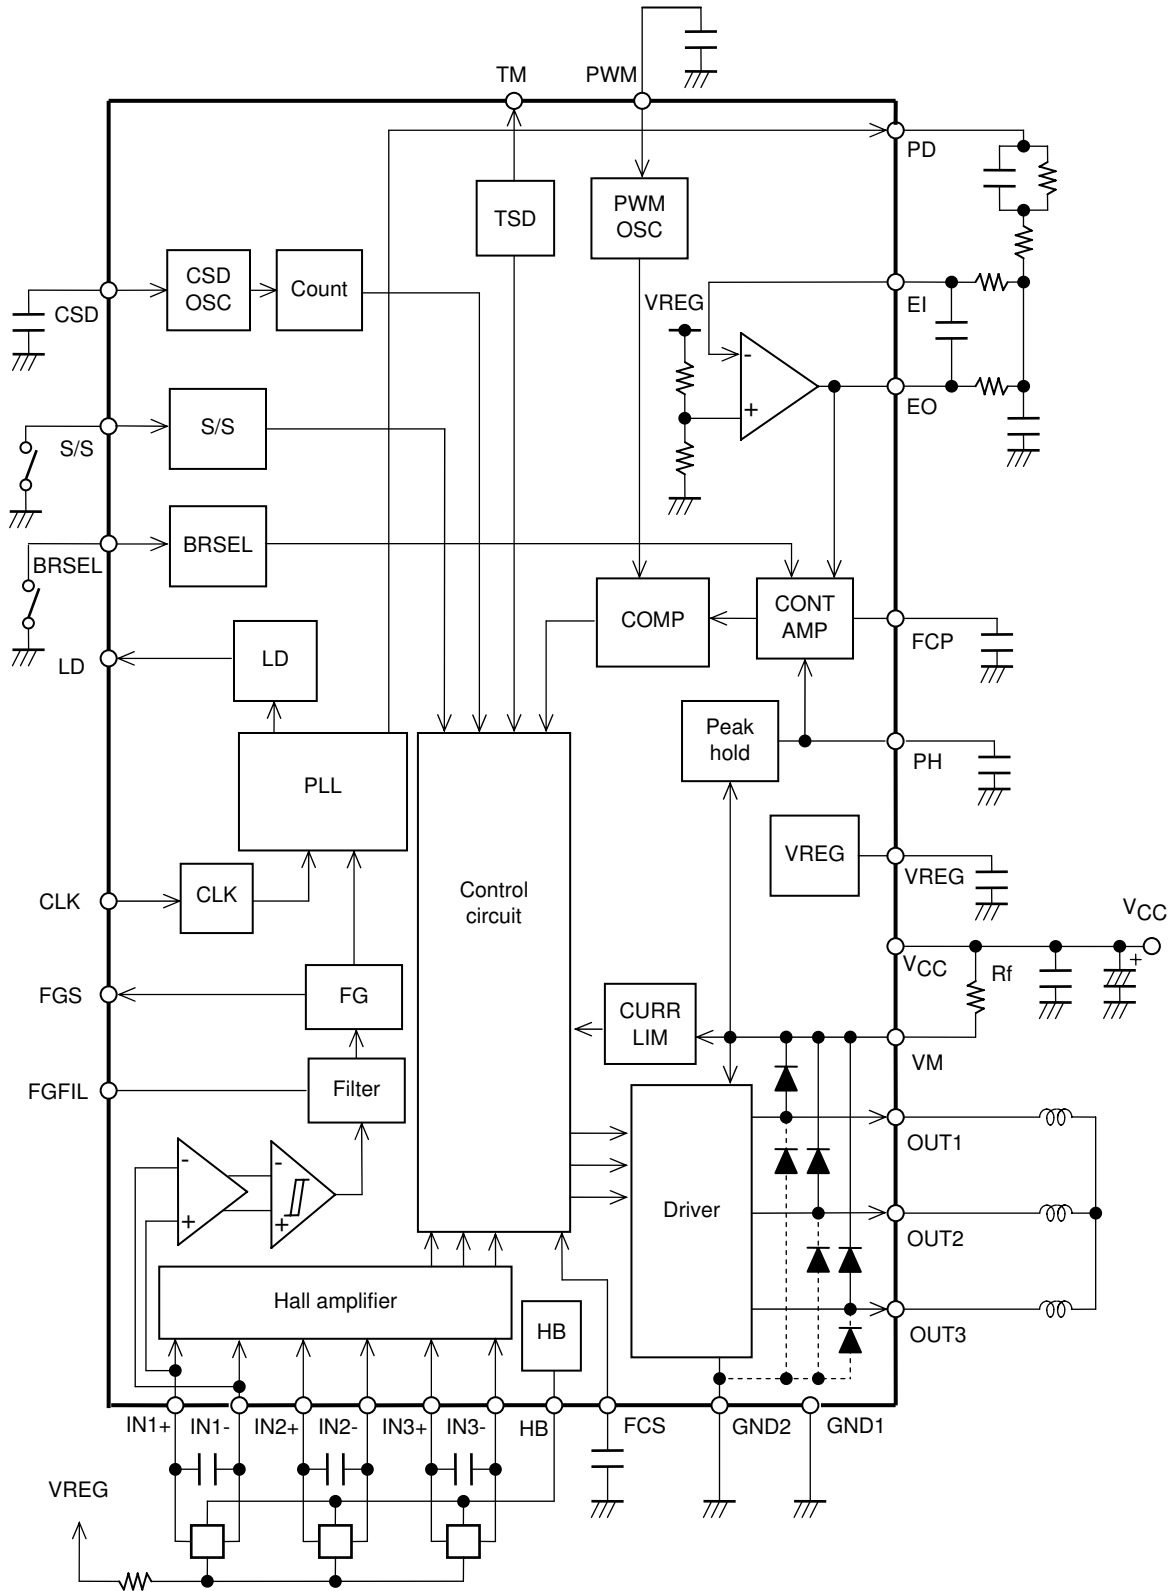 TM
PWM
PD
TSD
PWM
OSC
CSD
OSC
Count
CSD
VREG
EI
-
+
EO
S/S
S/S
BRSEL
BRSEL
COMP
CONT
AMP
FCP
LD
LD
Peak
hold
PH
PLL
VREG
VREG
CLK
CLK
Control
circuit
VCC
VCC
+
Rf
FGS
FG
CURR
LIM
VM
FGFIL
Filter
OUT1
-
+
-
+
Driver
OUT2
Hall amplifier
HB
OUT3
IN1+
IN1-
IN2+
IN2-
IN3+
IN3-
HB
FCS
GND2
GND1
VREG